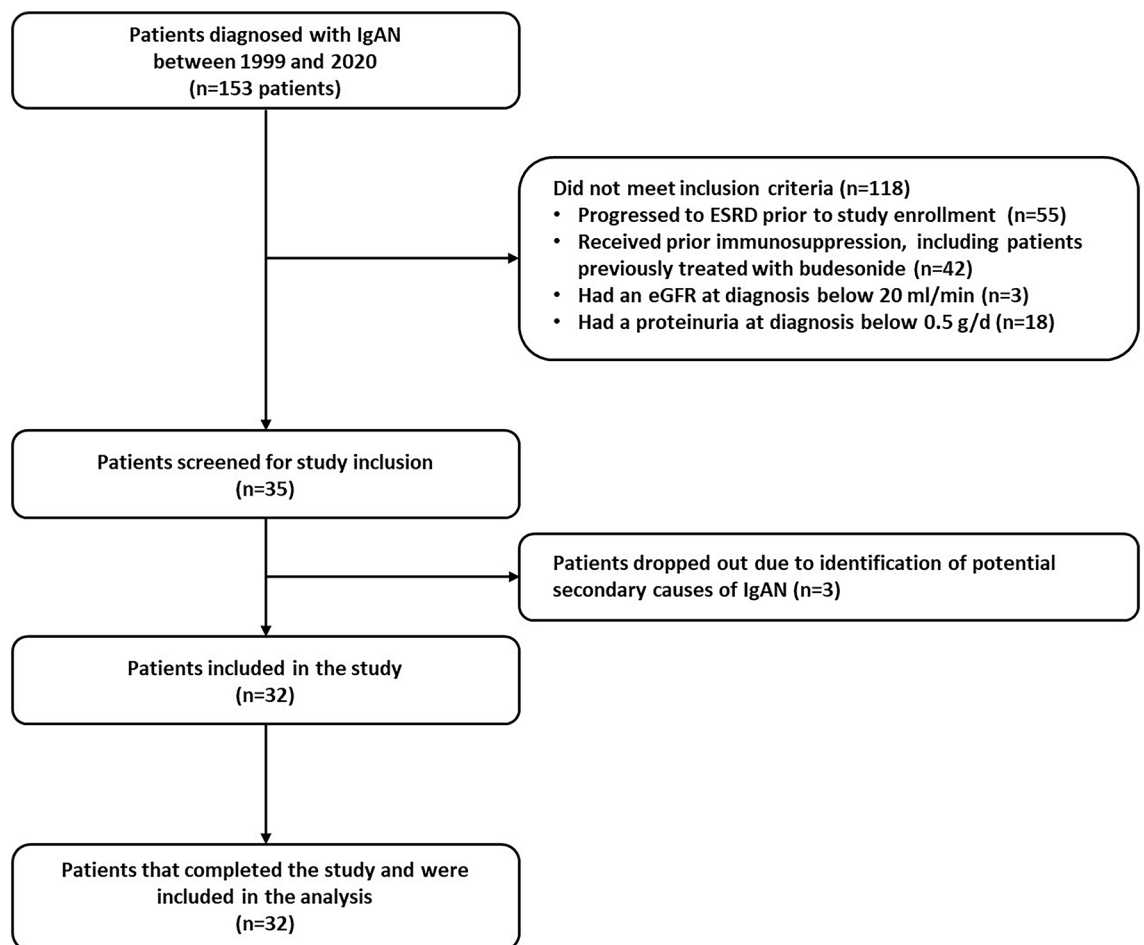 Patients diagnosed with IgAN
between 1999 and 2020
(n=153 patients)
Did not meet inclusion criteria (n=118)
• Progressed to ESRD prior to study enrollment (n=55)
• Received prior immunosuppression, including patients
previously treated with budesonide (n=42)
• Had an eGFR at diagnosis below 20 ml/min (n=3)
• Had a proteinuria at diagnosis below 0.5 g/d (n=18)
Patients screened for study inclusion
(n=35)
Patients dropped out due to identification of potential
secondary causes of IgAN (n=3)
Patients included in the study
(n=32)
Patients that completed the study and were
included in the analysis
(n=32)